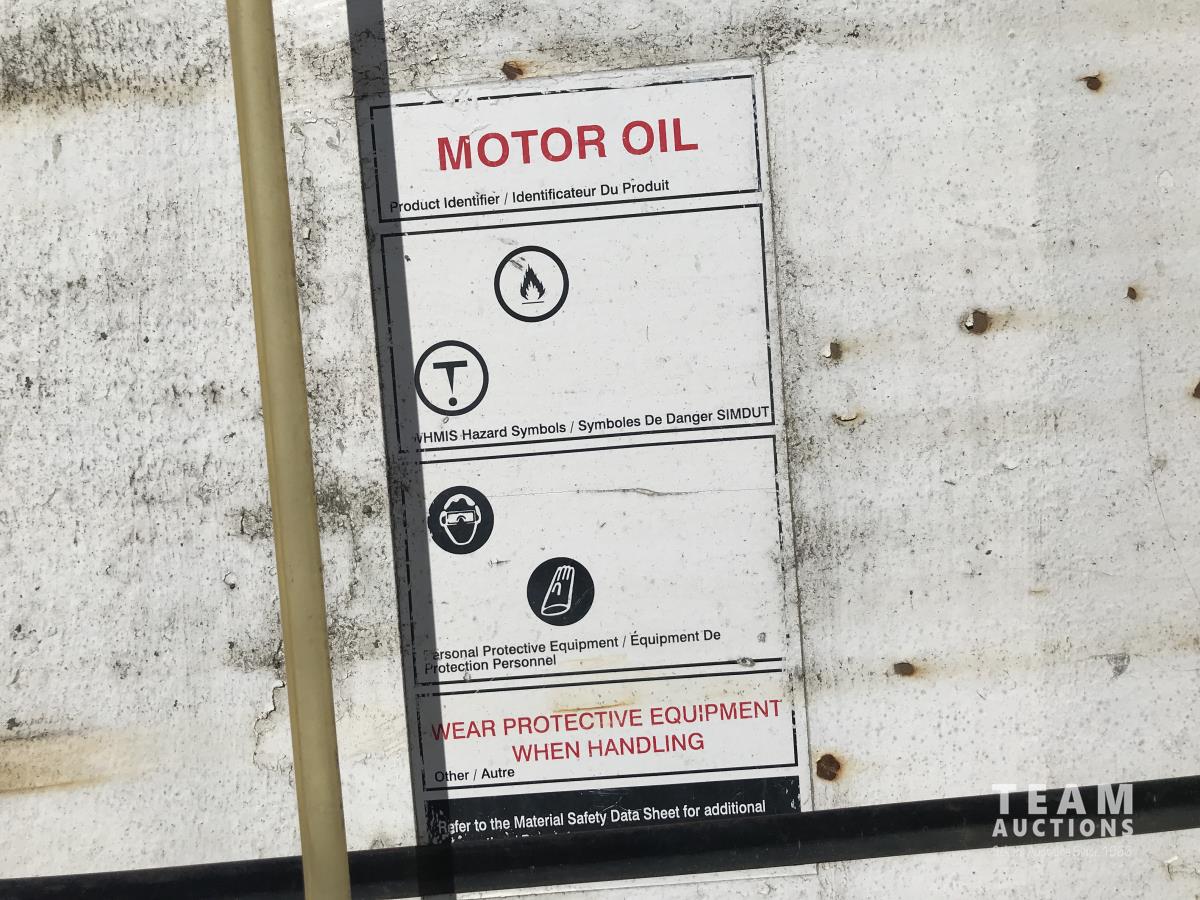 MOTOR OIL
Product Identifier / Identificateur Du Produit
WHMIS Hazard Symbols / Symboles De Danger SIMDUT
Personal Protective Equipment / Équipment De
Protection Personnel
WEAR PROTECTIVE EQUIPMENT
WHEN HANDLING
Other / Autre
Refer to the Material Safety Data Sheet for additional
TEAM
AUCTIONS